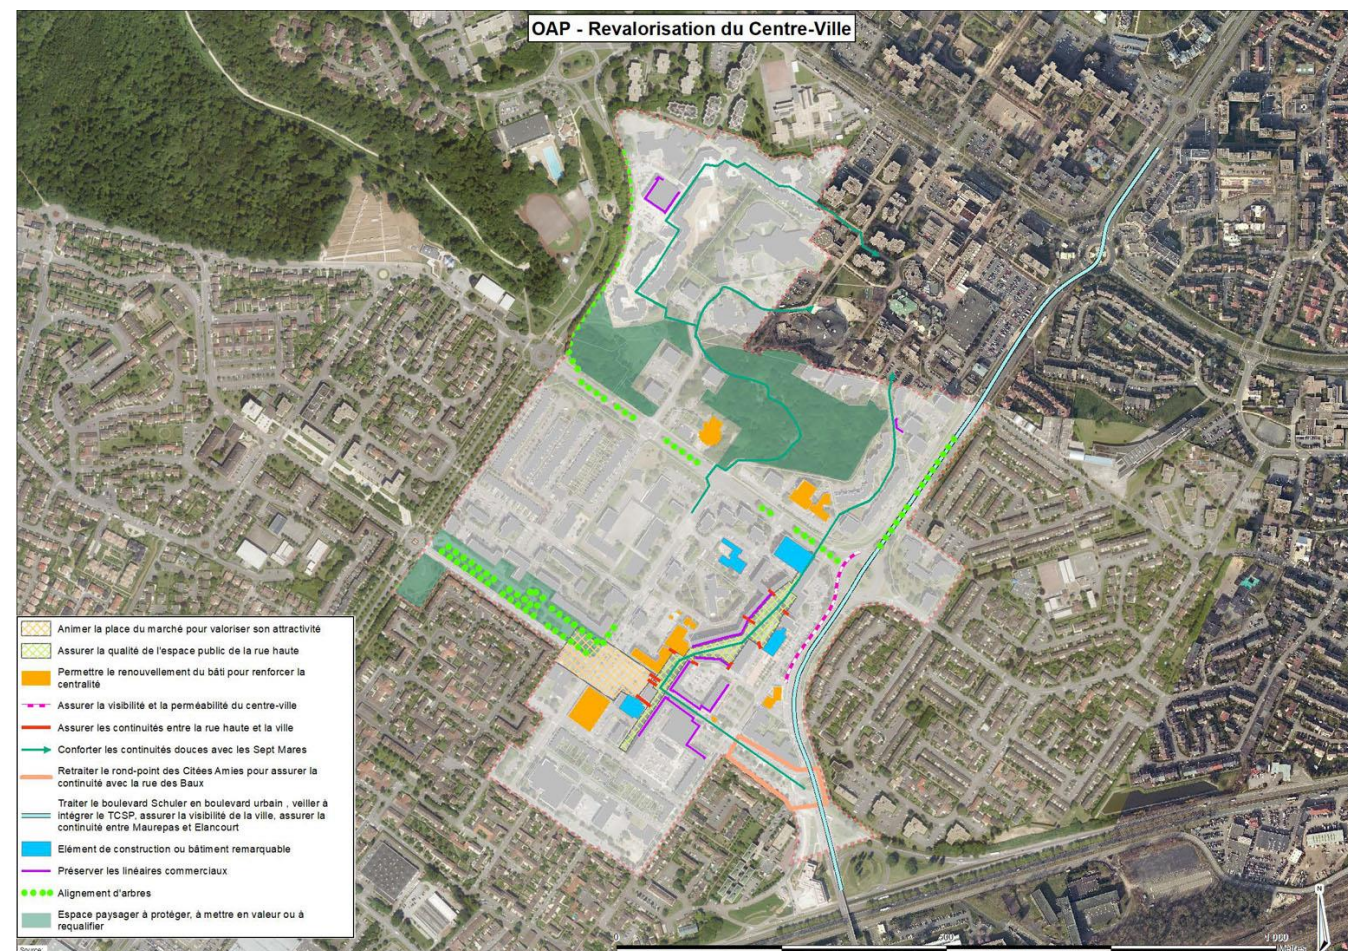 OAP - Revalorisation du Centre-Ville
Animer la place du marché pour valoriser son attractivité
Assurer la qualité de l'espace public de la rue haute
Permettre le renouvellement du bâti pour renforcer la
centralité
Assurer la visibilité et la perméabilité du centre-ville
Assurer les continuités entre la rue haute et la ville
Conforter les continuités douces avec les Sept Mares
Retraiter le rond-point des Citées Amies pour assurer la
continuité avec la rue des Baux
Traiter le boulevard Schuler en boulevard urbain , veiller à
intégrer le TCSP, assurer la visibilité de la ville, assurer la
continuité entre Maurepas et Elancourt
Elément de construction ou bâtiment remarquable
Préserver les linéaires commerciaux
Alignement d'arbres
Espace paysager à protéger, à mettre en valeur ou à
requalifier
Source:
0 500 1 000
Mètres
N